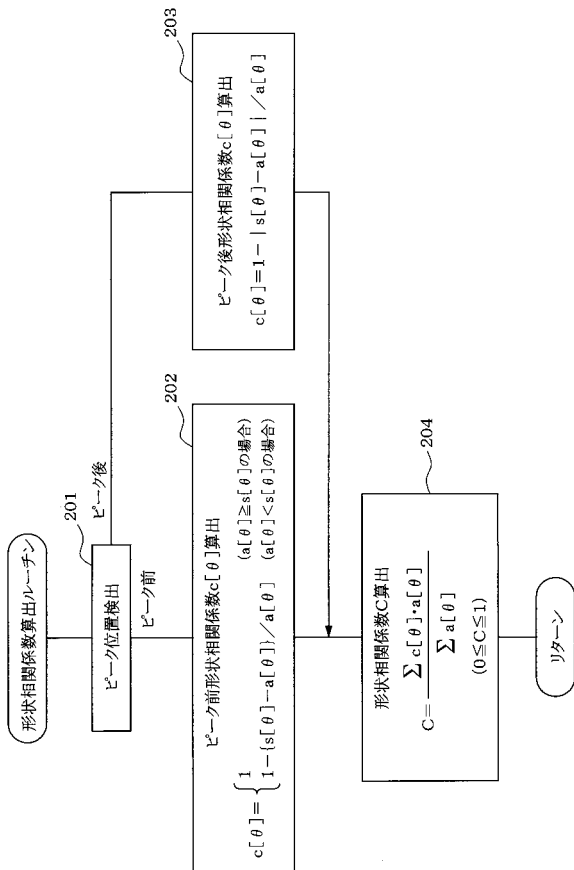 形状相関係数算出ルーチン
201
ピーク位置検出
ピーク後
ピーク前
202
ピーク前形状相関係数c[θ]算出
c[θ]={ 1 (a[θ]≧s[θ]の場合)
1-{s[θ]-a[θ]}/a[θ] (a[θ]<s[θ]の場合)
203
ピーク後形状相関係数c[θ]算出
c[θ]=1-|s[θ]-a[θ]|/a[θ]
204
形状相関係数C算出
C= Σ c[θ]・a[θ]
Σ a[θ]
(0≦C≦1)
リターン